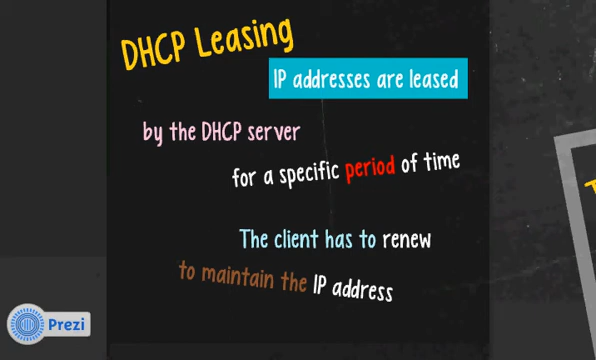 DHCP Leasing
IP addresses are leased
by the DHCP server
for a specific period of time
The client has to renew
to maintain the IP address
Prezi